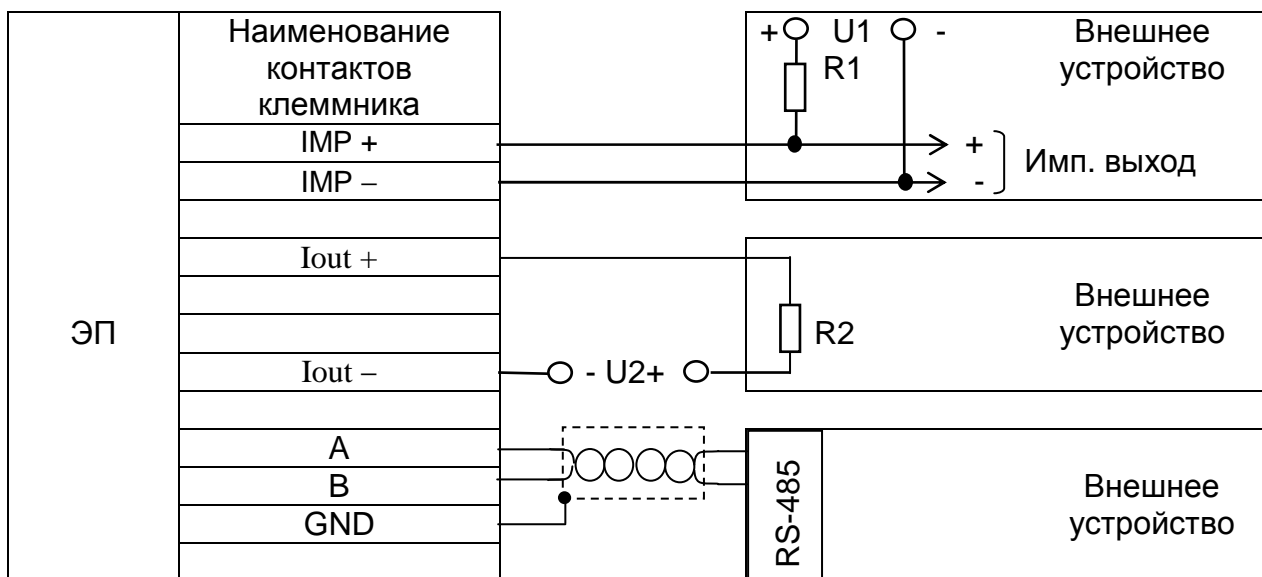 ЭП
Наименование
контактов
клеммника
IMP +
IMP –
Iout +
Iout –
A
B
GND
+ U1 -
R1
Внешнее
устройство
+
-
Имп. выход
R2
Внешнее
устройство
- U2+
RS-485
Внешнее
устройство